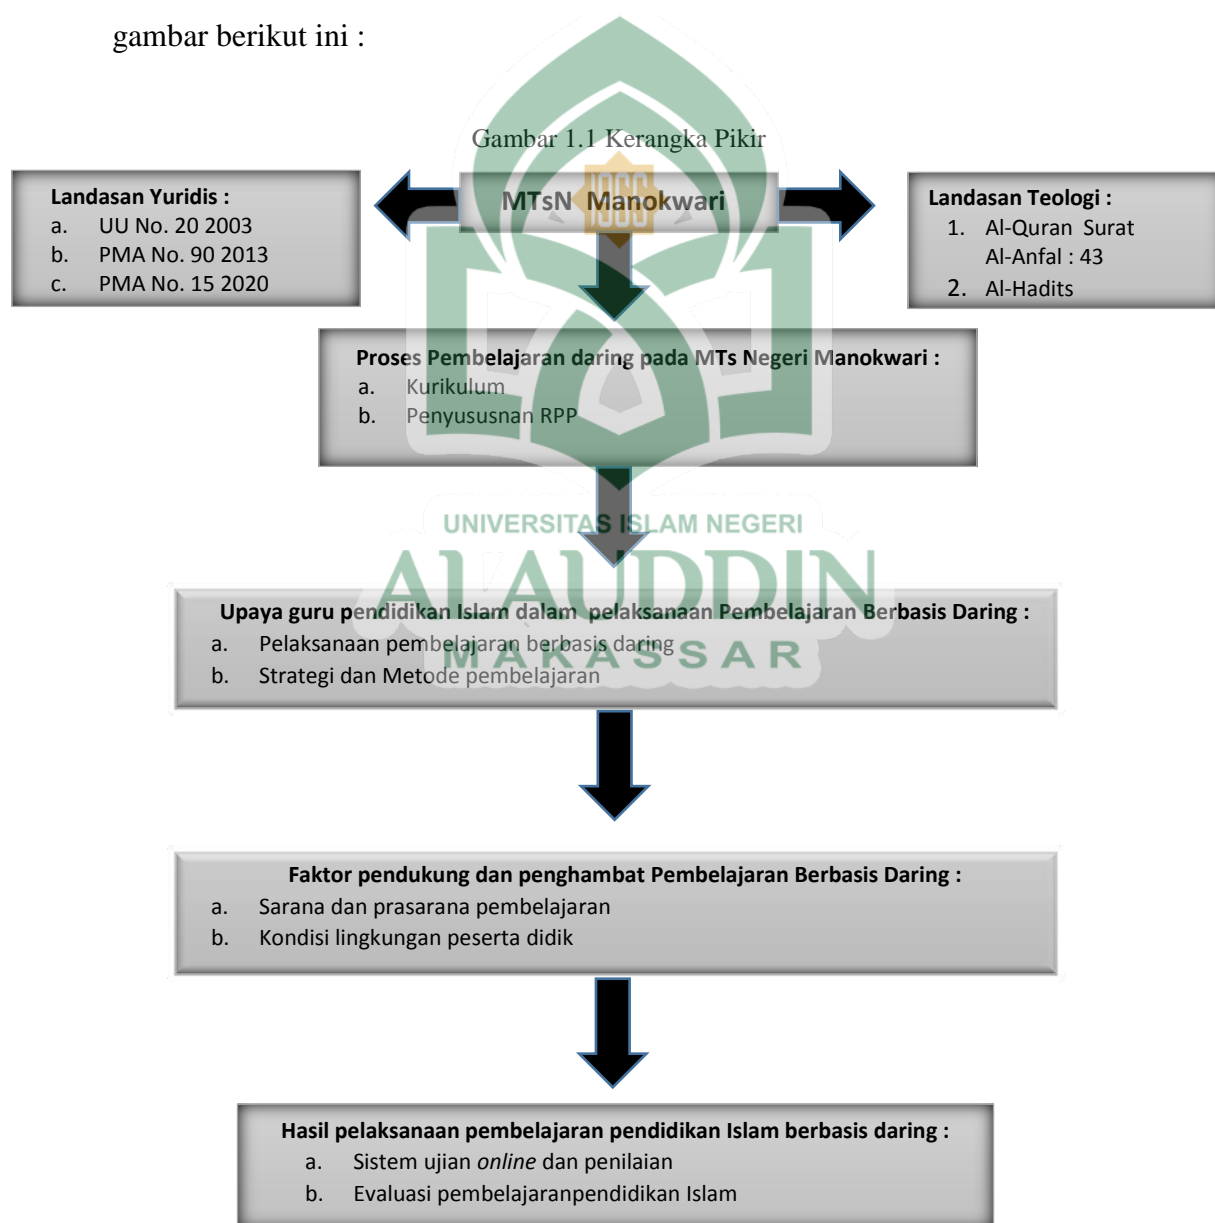 gambar berikut ini :
Gambar 1.1 Kerangka Pikir
MTsN Manokwari
Landasan Yuridis :
a. UU No. 20 2003
b. PMA No. 90 2013
c. PMA No. 15 2020
Landasan Teologi :
1. Al-Quran Surat
Al-Anfal : 43
2. Al-Hadits
Proses Pembelajaran daring pada MTs Negeri Manokwari :
a. Kurikulum
b. Penyususnan RPP
UNIVERSITAS ISLAM NEGERI
ALAUDDIN
MAKASSAR
Upaya guru pendidikan Islam dalam pelaksanaan Pembelajaran Berbasis Daring :
a. Pelaksanaan pembelajaran berbasis daring
b. Strategi dan Metode pembelajaran
Faktor pendukung dan penghambat Pembelajaran Berbasis Daring :
a. Sarana dan prasarana pembelajaran
b. Kondisi lingkungan peserta didik
Hasil pelaksanaan pembelajaran pendidikan Islam berbasis daring :
a. Sistem ujian online dan penilaian
b. Evaluasi pembelajaranpendidikan Islam